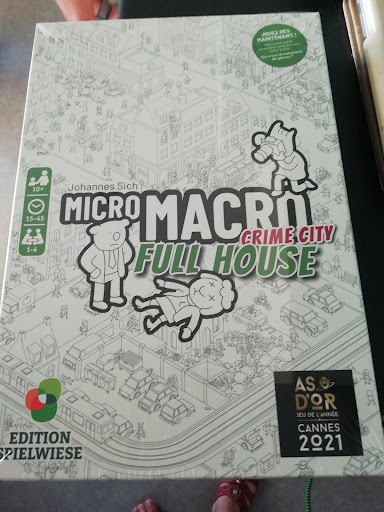 JOUEZ DÈS
MAINTENANT !
Johannes Sich
10+
15-45
1-4
MICRO MACRO
CRIME CITY
FULL HOUSE
EDITION
SPIELWIESE
AS
D'OR
JEU DE L'ANNÉE
CANNES
2021